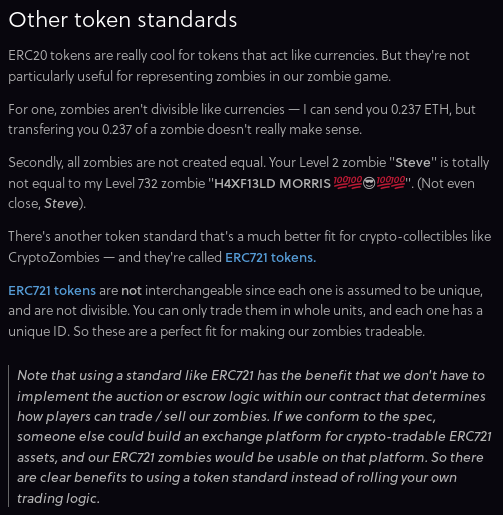 Other token standards
ERC20 tokens are really cool for tokens that act like currencies. But they're not
particularly useful for representing zombies in our zombie game.
For one, zombies aren't divisible like currencies — I can send you 0.237 ETH, but
transfering you 0.237 of a zombie doesn't really make sense.
Secondly, all zombies are not created equal. Your Level 2 zombie "Steve" is totally
not equal to my Level 732 zombie "H4XF13LD MORRIS 💯💯😎💯💯". (Not even
close, Steve).
There's another token standard that's a much better fit for crypto-collectibles like
CryptoZombies — and they're called ERC721 tokens.
ERC721 tokens are not interchangeable since each one is assumed to be unique,
and are not divisible. You can only trade them in whole units, and each one has a
unique ID. So these are a perfect fit for making our zombies tradeable.
Note that using a standard like ERC721 has the benefit that we don't have to
implement the auction or escrow logic within our contract that determines
how players can trade / sell our zombies. If we conform to the spec,
someone else could build an exchange platform for crypto-tradable ERC721
assets, and our ERC721 zombies would be usable on that platform. So there
are clear benefits to using a token standard instead of rolling your own
trading logic.